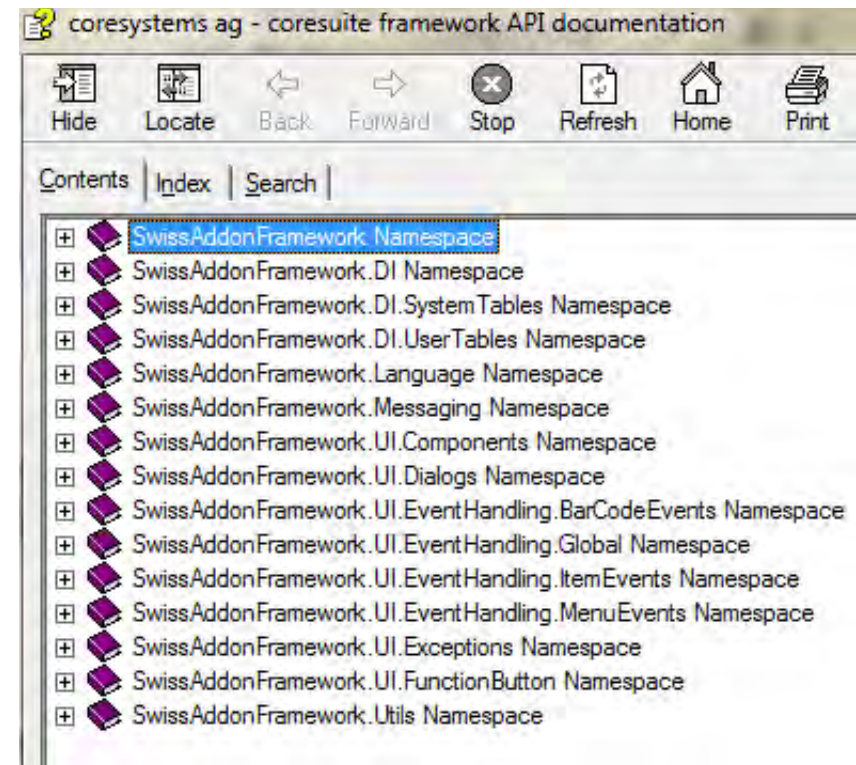 coresystems ag - coresuite framework API documentation
Hide Locate Back Forward Stop Refresh Home Print
Contents Index Search
SwissAddonFramework Namespace
SwissAddonFramework.DI Namespace
SwissAddonFramework.DI.SystemTables Namespace
SwissAddonFramework.DI.UserTables Namespace
SwissAddonFramework.Language Namespace
SwissAddonFramework.Messaging Namespace
SwissAddonFramework.UI.Components Namespace
SwissAddonFramework.UI.Dialogs Namespace
SwissAddonFramework.UI.EventHandling.BarCodeEvents Namespace
SwissAddonFramework.UI.EventHandling.Global Namespace
SwissAddonFramework.UI.EventHandling.ItemEvents Namespace
SwissAddonFramework.UI.EventHandling.MenuEvents Namespace
SwissAddonFramework.UI.Exceptions Namespace
SwissAddonFramework.UI.FunctionButton Namespace
SwissAddonFramework.Utils Namespace